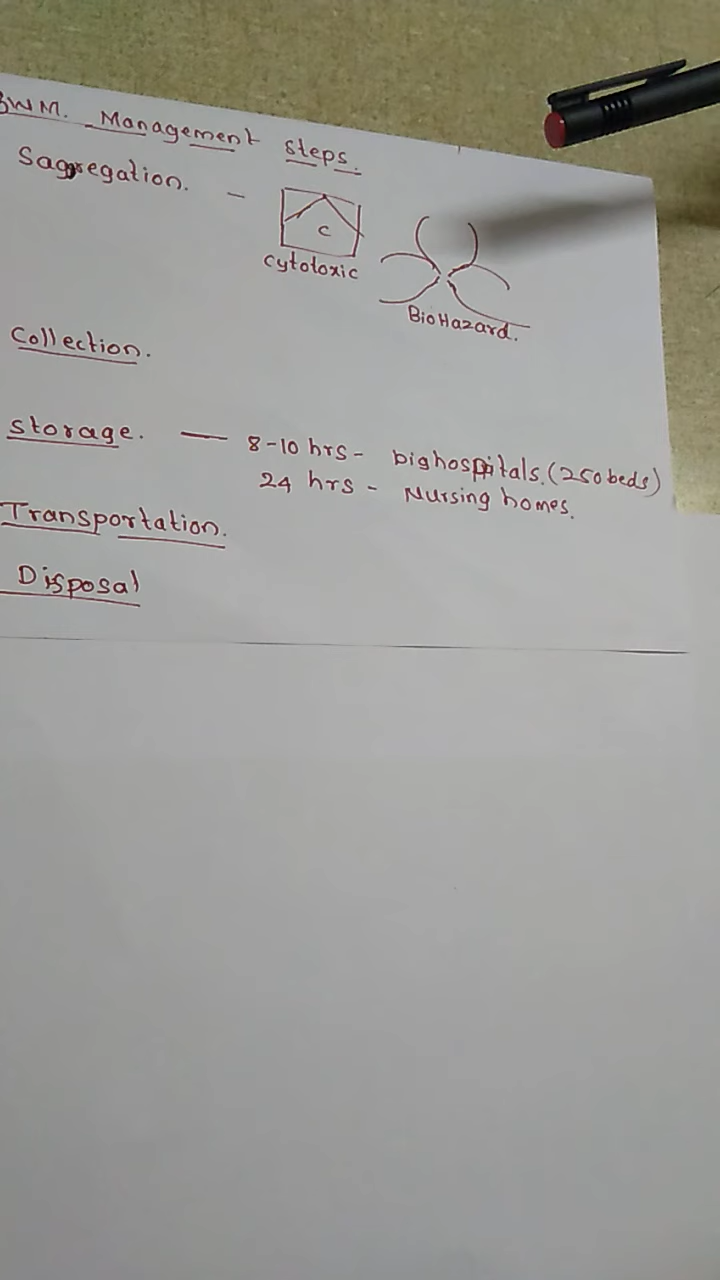 BWM. Management steps.
Saggregation. -
C
cytotoxic
BioHazard.
Collection.
storage. — 8-10 hrs - bighospitals. (250 beds)
24 hrs - Nursing homes.
Transportation.
Disposal